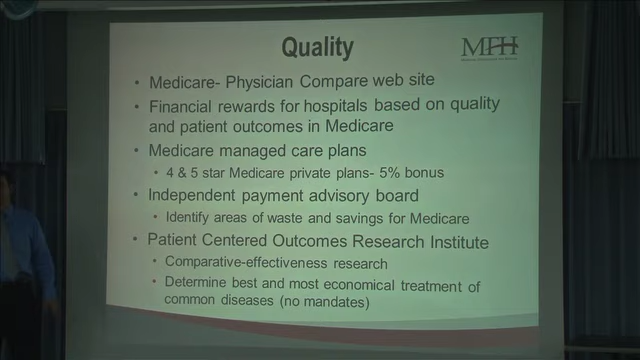 Quality
MFH
• Medicare- Physician Compare web site
• Financial rewards for hospitals based on quality
and patient outcomes in Medicare
• Medicare managed care plans
• 4 & 5 star Medicare private plans- 5% bonus
• Independent payment advisory board
• Identify areas of waste and savings for Medicare
• Patient Centered Outcomes Research Institute
• Comparative-effectiveness research
• Determine best and most economical treatment of
common diseases (no mandates)